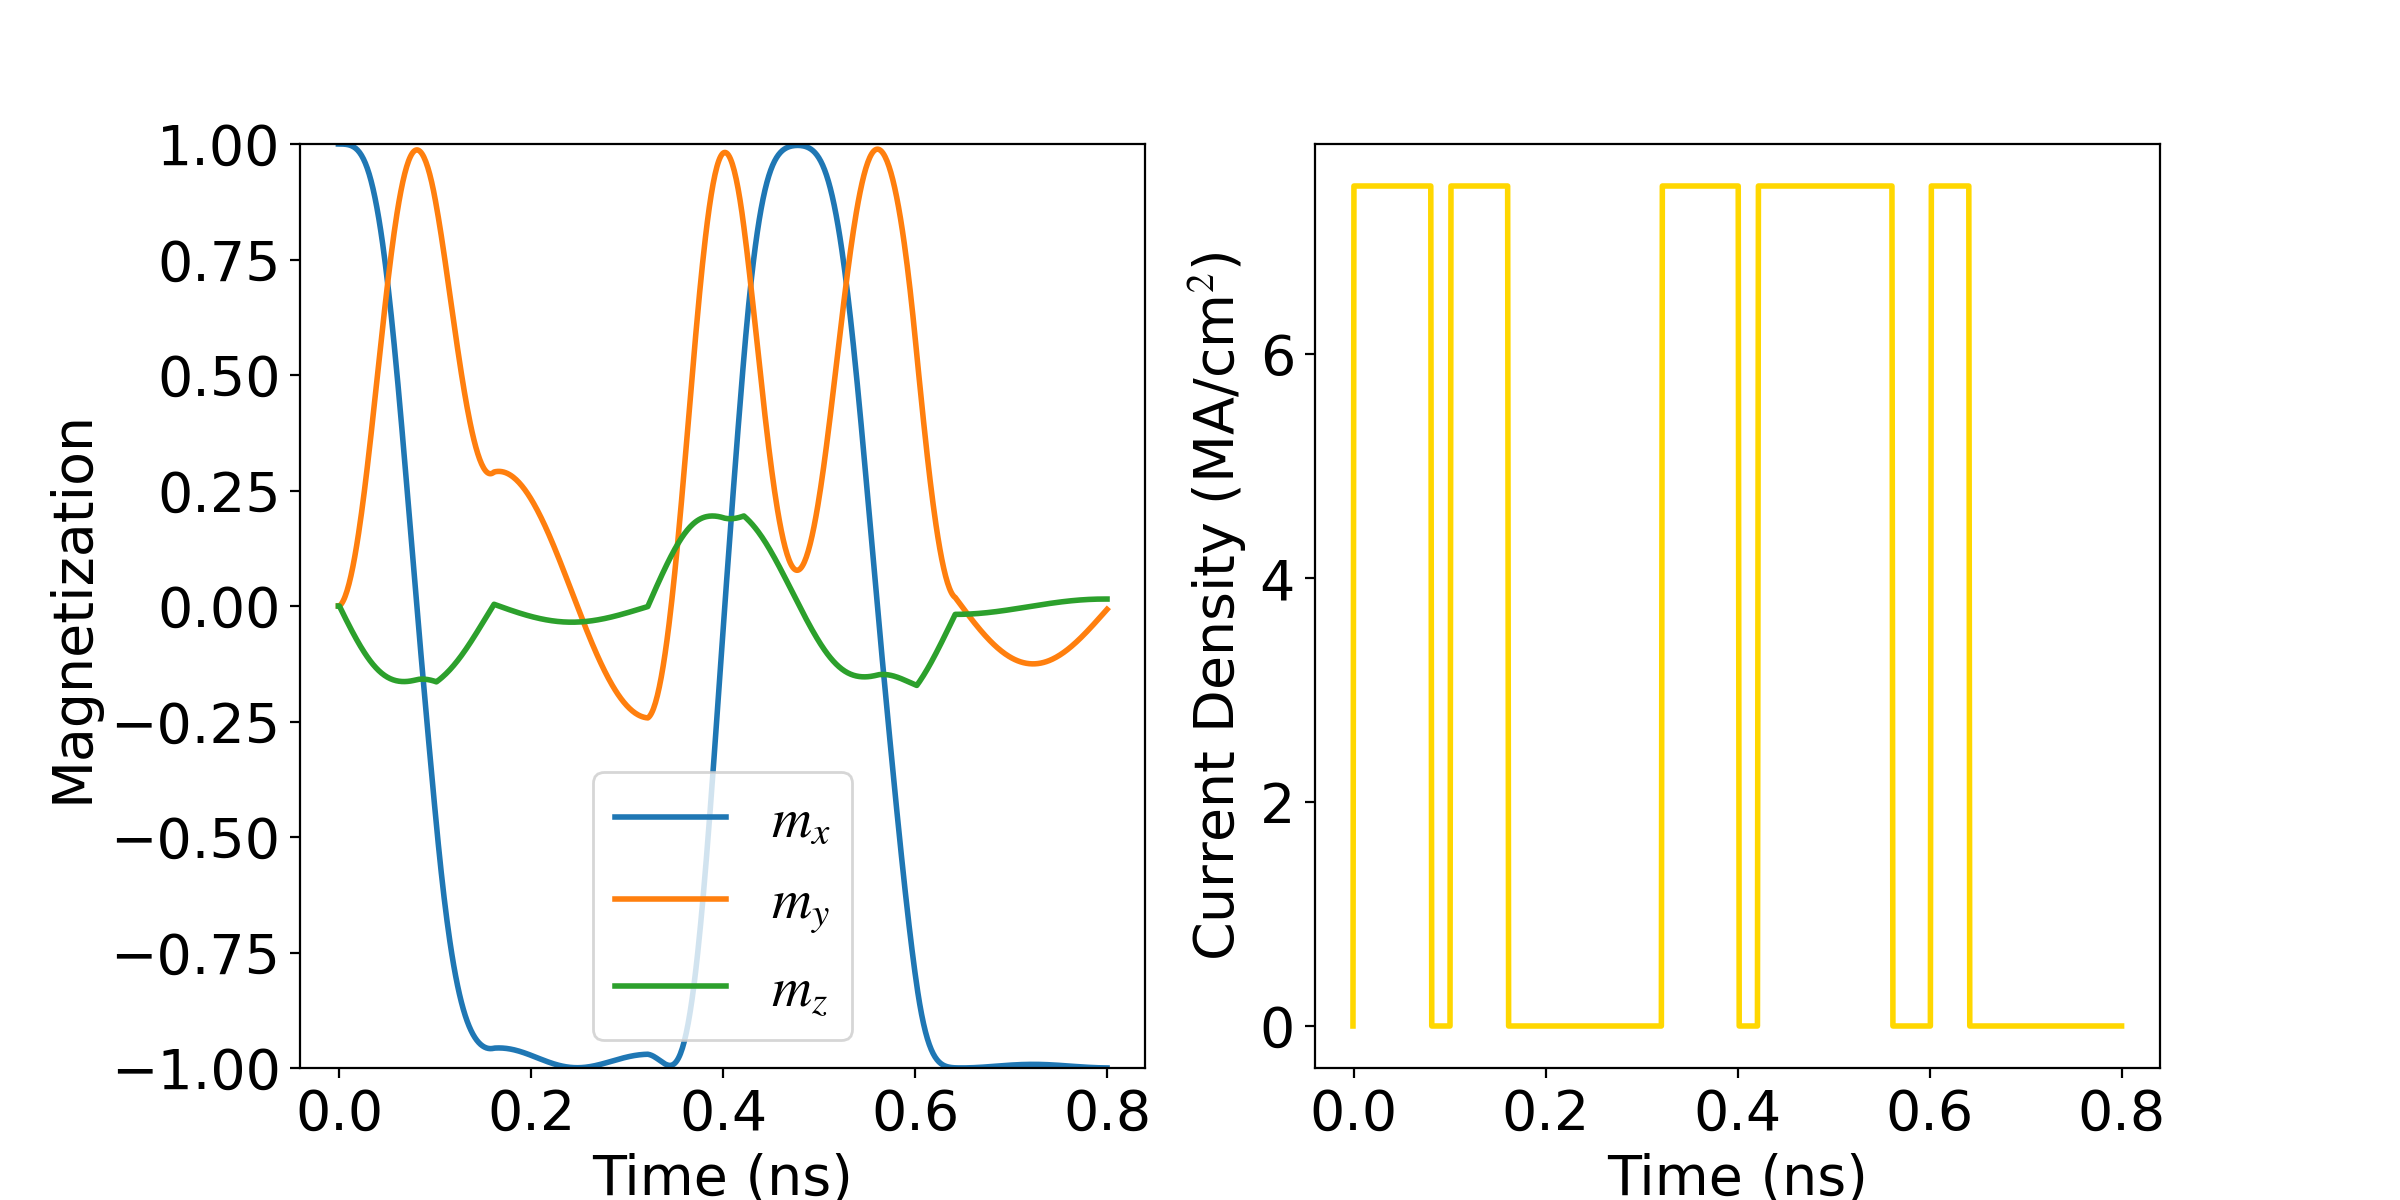 Magnetization
1.00
0.75
0.50
0.25
0.00
−0.25
−0.50
−0.75
−1.00
m_x
m_y
m_z
0.0 0.2 0.4 0.6 0.8
Time (ns)
Current Density (MA/cm²)
6
4
2
0
0.0 0.2 0.4 0.6 0.8
Time (ns)